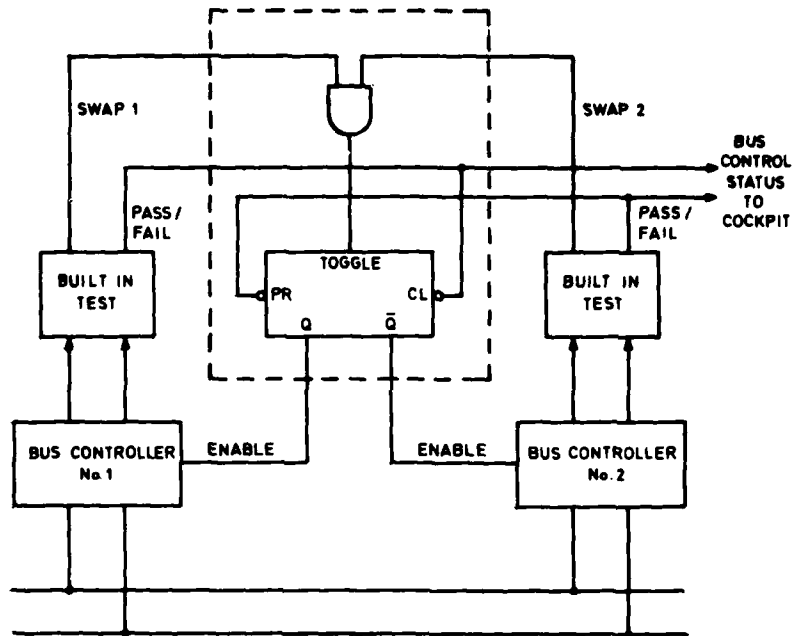 SWAP 1
SWAP 2
BUS
CONTROL
STATUS
TO
COCKPIT
PASS/
FAIL
PASS/
FAIL
BUILT IN
TEST
TOGGLE
PR
CL
Q
Q̅
BUILT IN
TEST
BUS CONTROLLER
No.1
ENABLE
ENABLE
BUS CONTROLLER
No.2